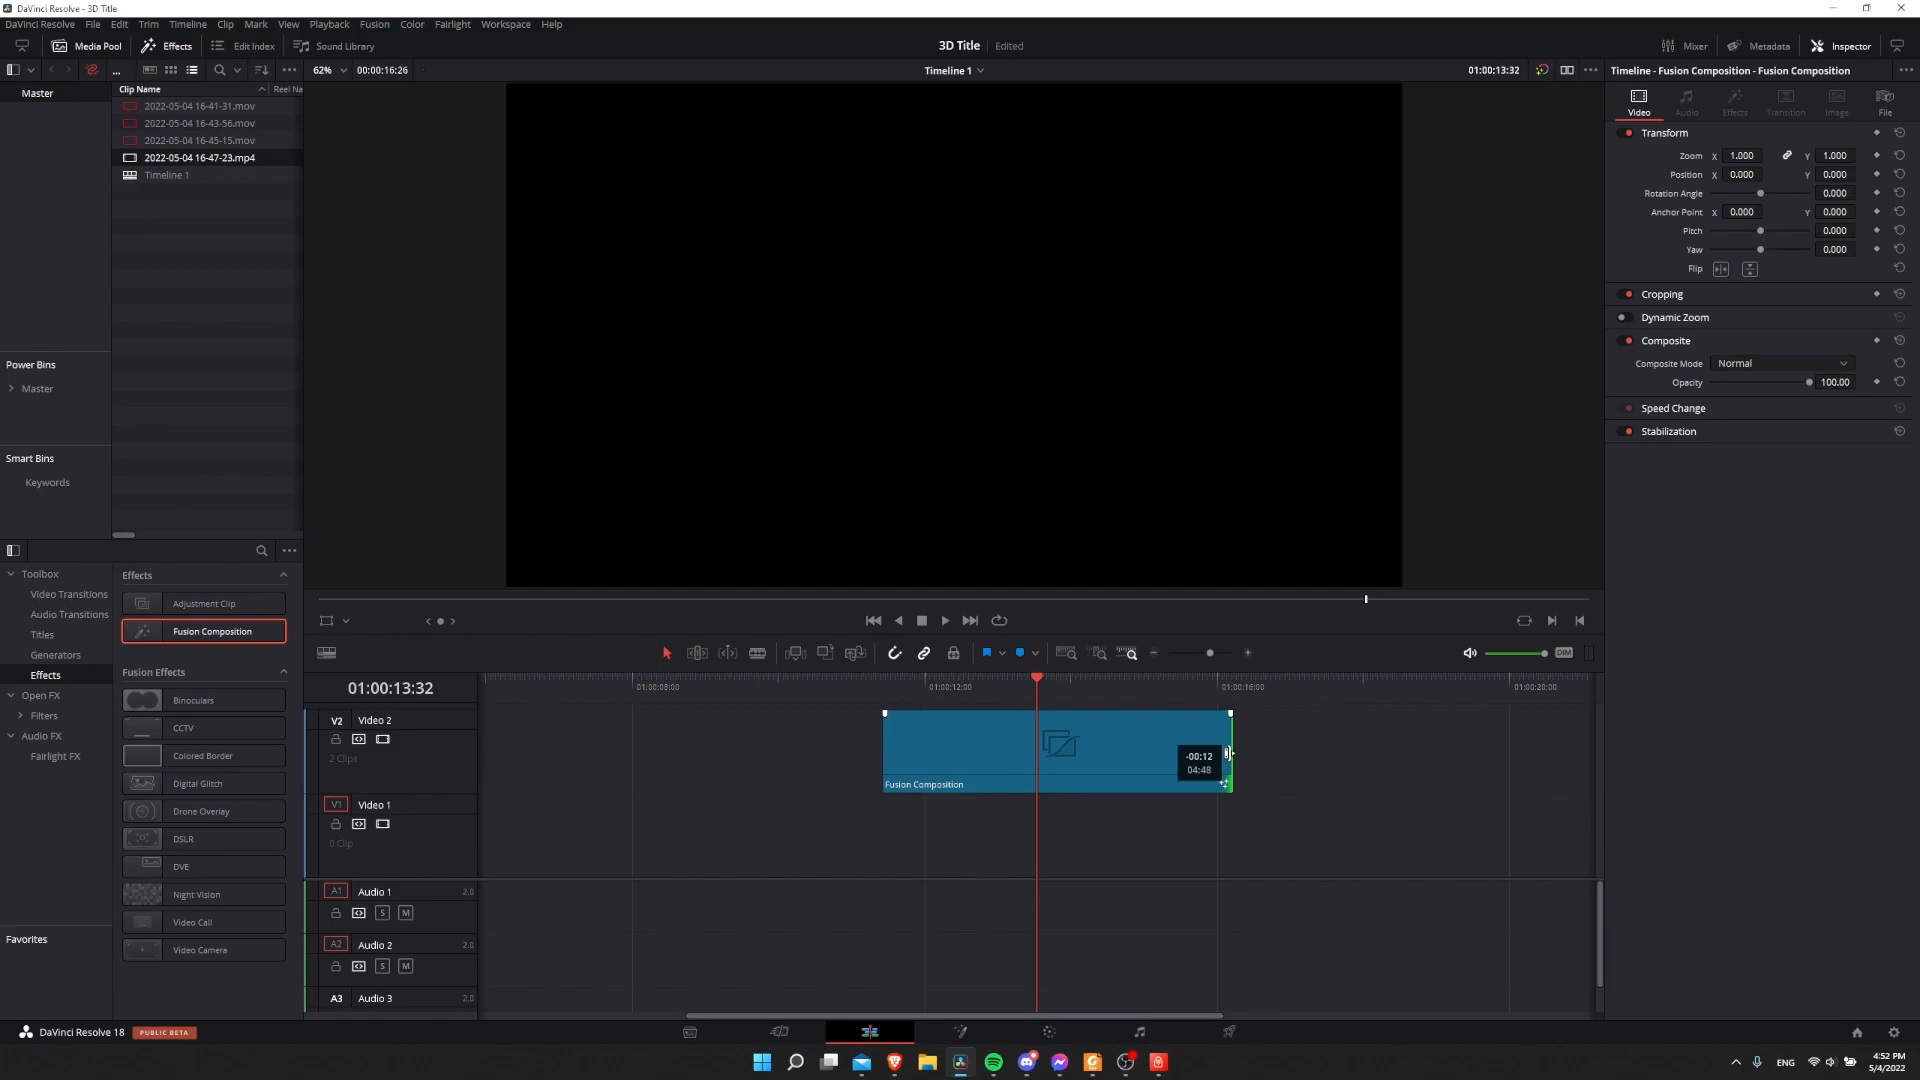 DaVinci Resolve - 3D Title
DaVinci Resolve File Edit Trim Timeline Clip Mark View Playback Fusion Color Fairlight Workspace Help
Media Pool Effects Edit Index Sound Library 3D Title Edited Mixer Metadata Inspector
62% 00:00:16:26 Timeline 1 01:00:13:32 Timeline - Fusion Composition - Fusion Composition
Master
Clip Name Reel Na
2022-05-04 16-41-31.mov
2022-05-04 16-43-56.mov
2022-05-04 16-45-15.mov
2022-05-04 16-47-23.mp4
Timeline 1
Video Audio Effects Transition Image File
Transform
Zoom X 1.000 Y 1.000
Position X 0.000 Y 0.000
Rotation Angle 0.000
Anchor Point X 0.000 Y 0.000
Pitch 0.000
Yaw 0.000
Flip
Cropping
Dynamic Zoom
Composite
Composite Mode Normal
Opacity 100.00
Speed Change
Stabilization
Power Bins
Master
Smart Bins
Keywords
Toolbox
Video Transitions
Audio Transitions
Titles
Generators
Effects
Open FX
Filters
Audio FX
Fairlight FX
Favorites
Effects
Adjustment Clip
Fusion Composition
Fusion Effects
Binoculars
CCTV
Colored Border
Digital Glitch
Drone Overlay
DSLR
DVE
Night Vision
Video Call
Video Camera
DIM
01:00:13:32
01:00:08:00 01:00:12:00 01:00:16:00 01:00:20:00
V2 Video 2
2 Clips
-00:12
04:48
Fusion Composition
V1 Video 1
0 Clip
A1 Audio 1 2.0
S M
A2 Audio 2 2.0
S M
A3 Audio 3 2.0
DaVinci Resolve 18 PUBLIC BETA
ENG
4:52 PM
5/4/2022